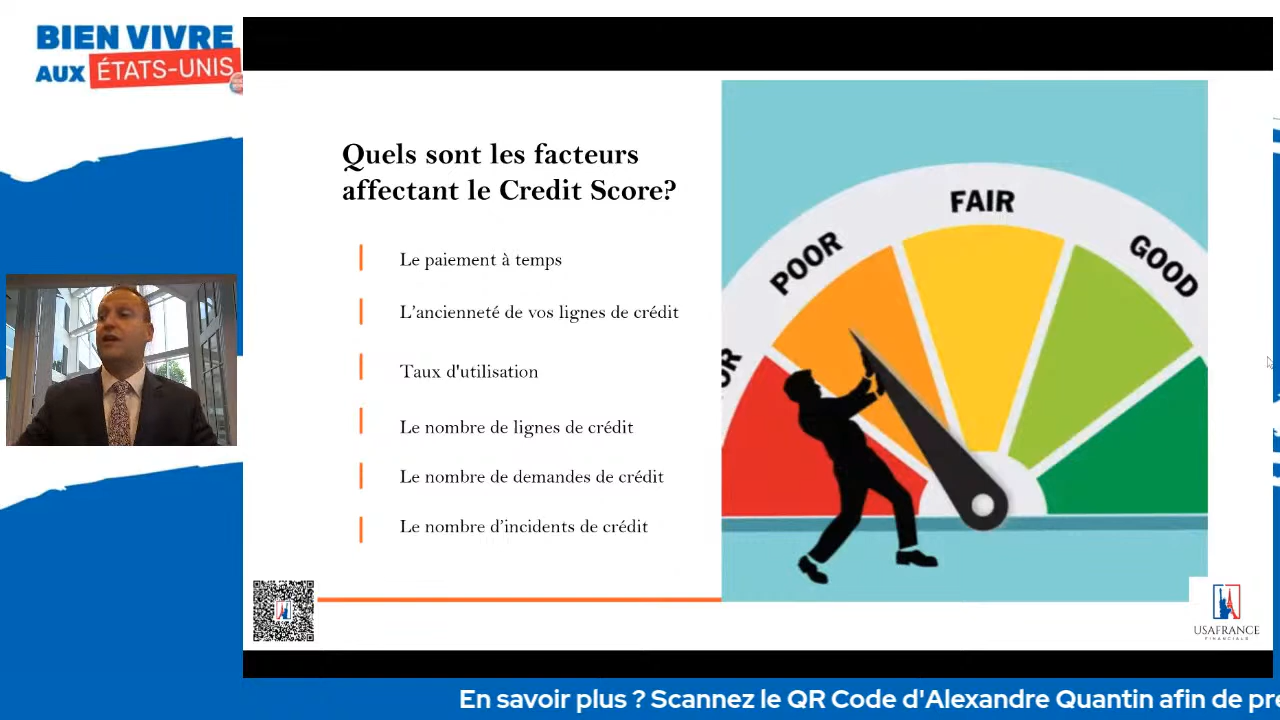 BIEN VIVRE
AUX ÉTATS-UNIS
Quels sont les facteurs
affectant le Credit Score?
Le paiement à temps
L’ancienneté de vos lignes de crédit
Taux d'utilisation
Le nombre de lignes de crédit
Le nombre de demandes de crédit
Le nombre d’incidents de crédit
POOR
FAIR
GOOD
USAFRANCE
FINANCIALS
En savoir plus ? Scannez le QR Code d'Alexandre Quantin afin de pre